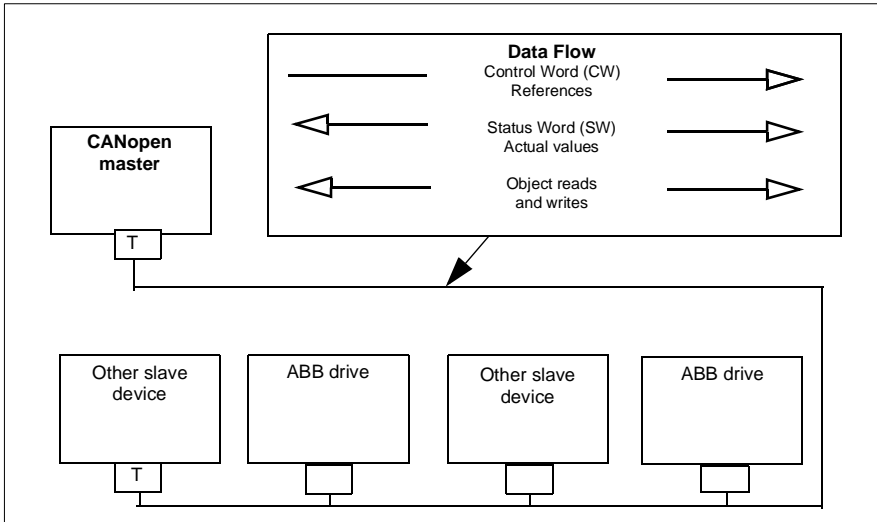 Data Flow
Control Word (CW)
References
Status Word (SW)
Actual values
Object reads
and writes
CANopen
master
T
Other slave
device
ABB drive
Other slave
device
ABB drive
T